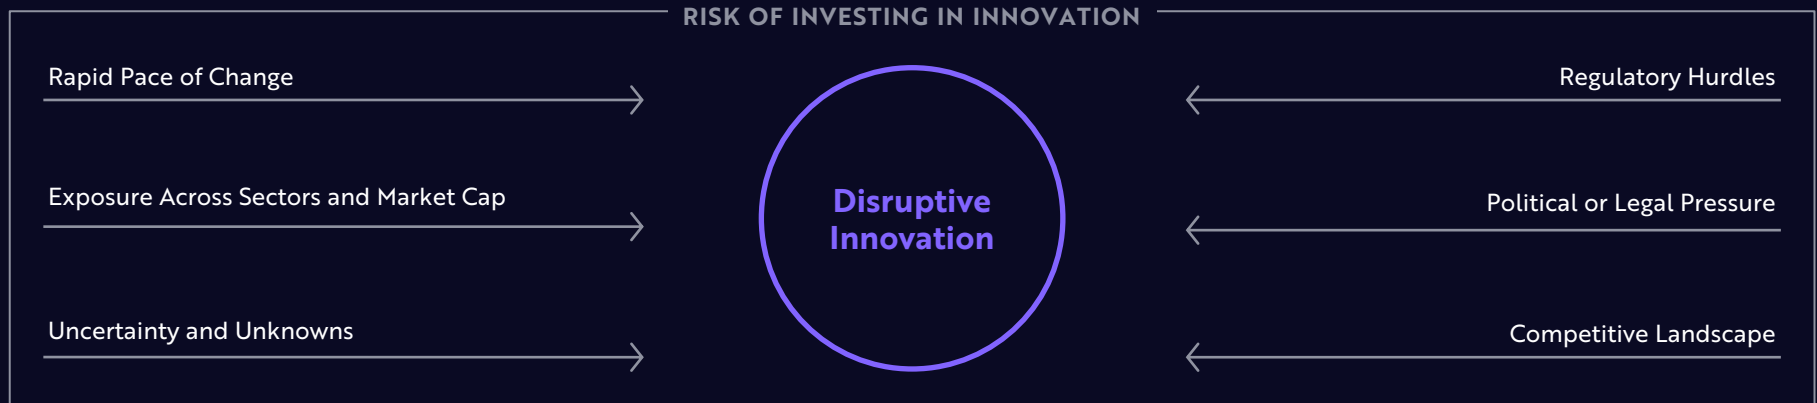 RISK OF INVESTING IN INNOVATION
Rapid Pace of Change
Exposure Across Sectors and Market Cap
Uncertainty and Unknowns
Disruptive
Innovation
Regulatory Hurdles
Political or Legal Pressure
Competitive Landscape